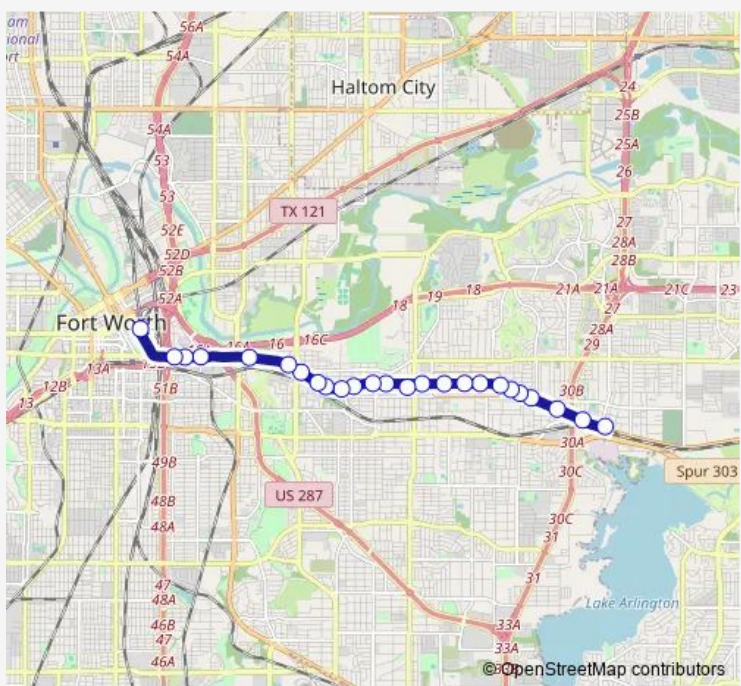 56A
54A
Haltom City
24
25B
54A
25A
53
26
53
TX 121
27
52E
28A
52D
28B
52B
18
19
18
21A
21A
21C
23
52A
27
18
Fort Worth
28A
16
16C
29
16A
13A
12B
51B
30B
13
30A
49B
30C
Spur 303
US 287
48B
30C
48A
31
31
47
48A
Lake Arlington
46B
33A
47
33A
46A
© OpenStreetMap contributors